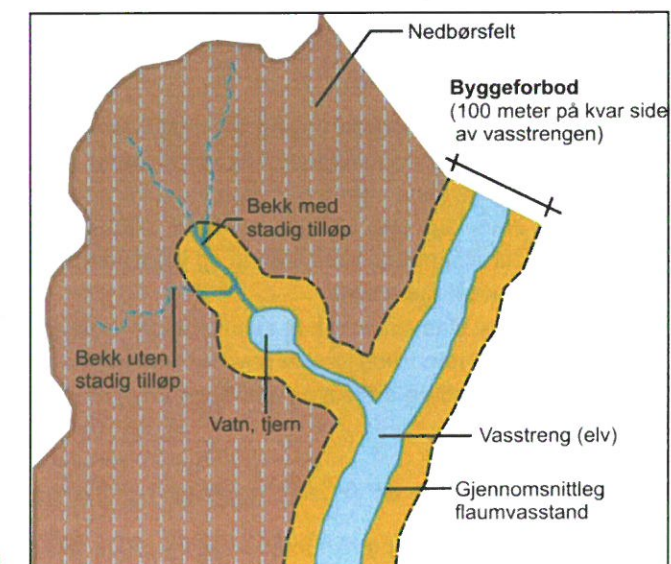 Nedbørsfelt
Byggeforbod
(100 meter på kvar side
av vasstrengen)
Bekk med
stadig tilløp
Bekk uten
stadig tilløp
Vatn, tjern
Vasstreng (elv)
Gjennomsnittleg
flaumvasstand